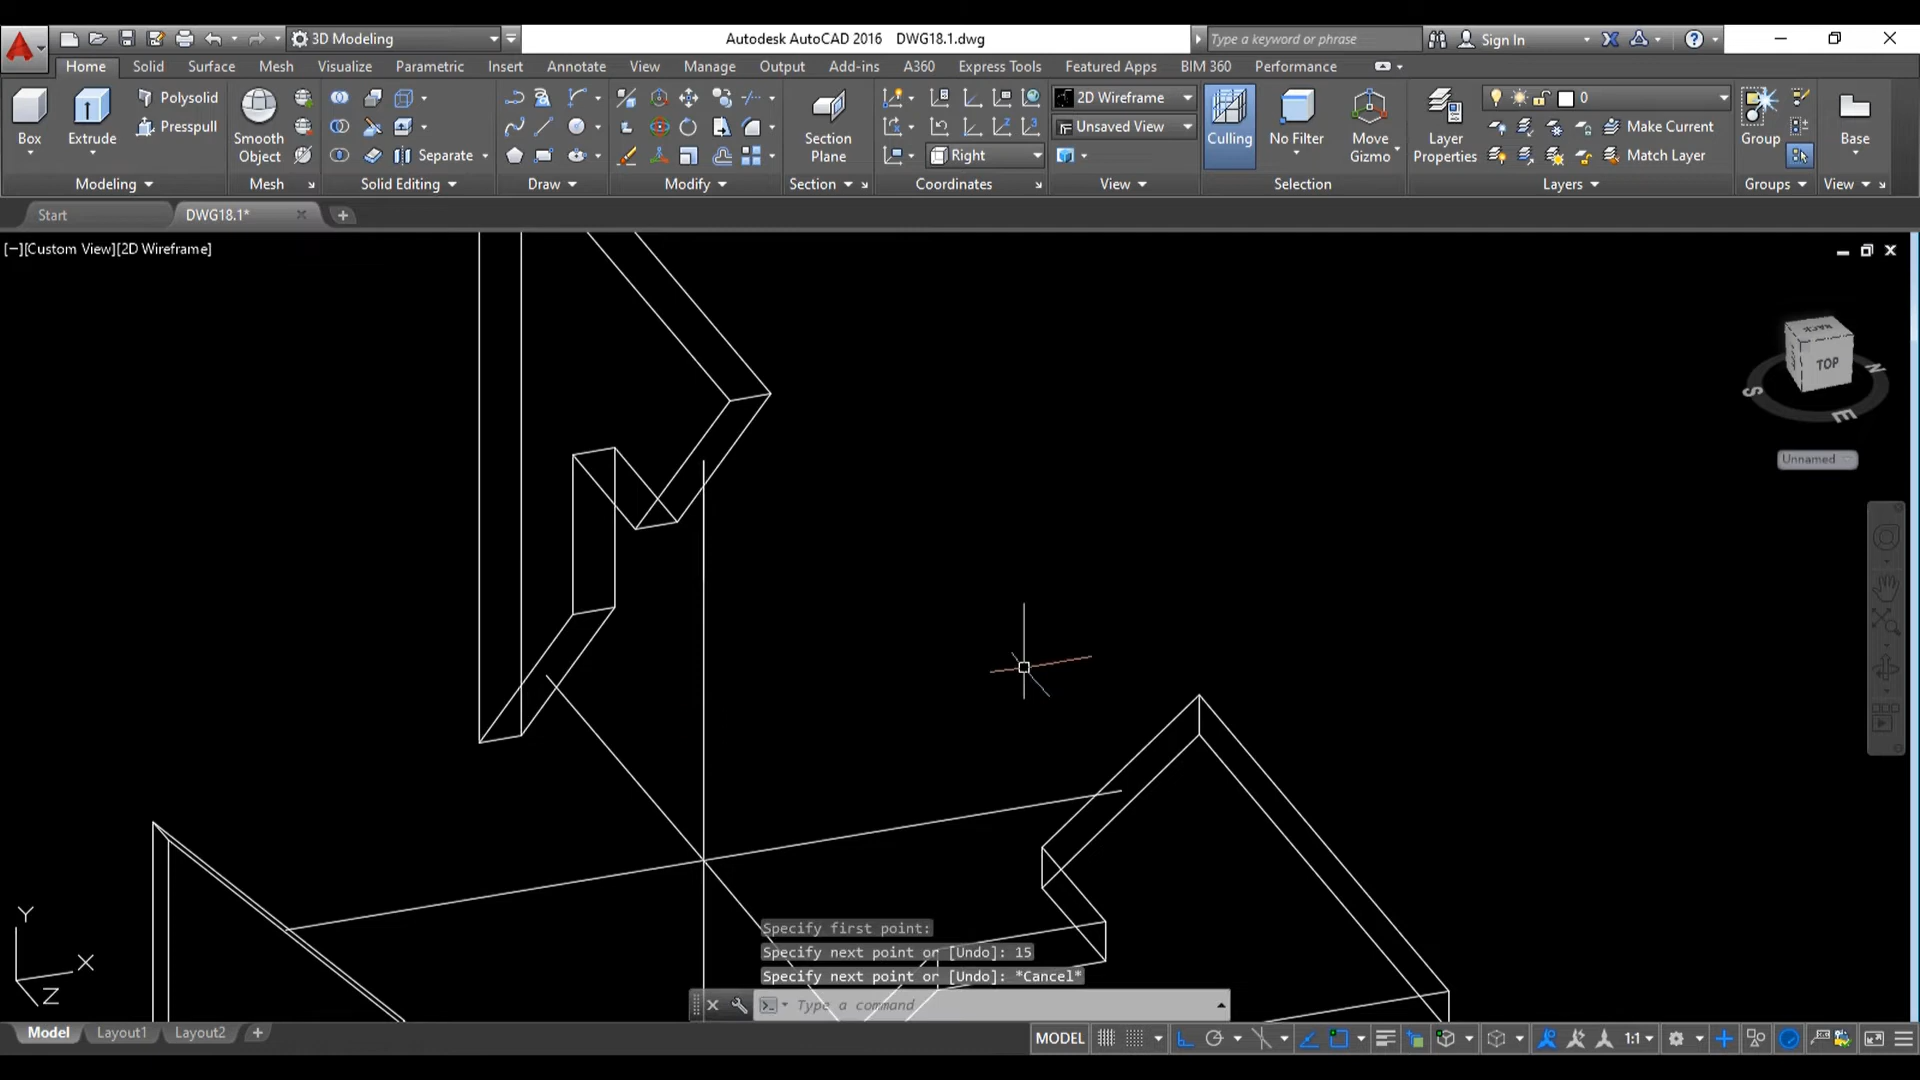 3D Modeling
Autodesk AutoCAD 2016 DWG18.1.dwg
Type a keyword or phrase
Sign In
Home Solid Surface Mesh Visualize Parametric Insert Annotate View Manage Output Add-ins A360 Express Tools Featured Apps BIM 360 Performance
Box
Extrude
Polysolid
Presspull
Smooth
Object
Separate
Section
Plane
Right
2D Wireframe
Unsaved View
Culling
No Filter
Move
Gizmo
Layer
Properties
0
Make Current
Match Layer
Group
Base
Modeling
Mesh
Solid Editing
Draw
Modify
Section
Coordinates
View
Selection
Layers
Groups
View
Start
DWG18.1*
[−][Custom View][2D Wireframe]
BACK
TOP
S
N
E
Unnamed
Y
X
Z
Specify first point:
Specify next point or [Undo]: 15
Specify next point or [Undo]: *Cancel*
Type a command
Model Layout1 Layout2
MODEL
1:1